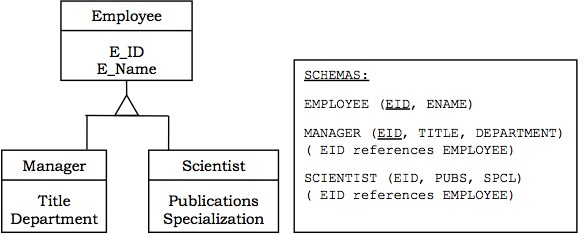 Employee
E_ID
E_Name
Manager
Title
Department
Scientist
Publications
Specialization
SCHEMAS:
EMPLOYEE (EID, ENAME)
MANAGER (EID, TITLE, DEPARTMENT)
( EID references EMPLOYEE)
SCIENTIST (EID, PUBS, SPCL)
( EID references EMPLOYEE)